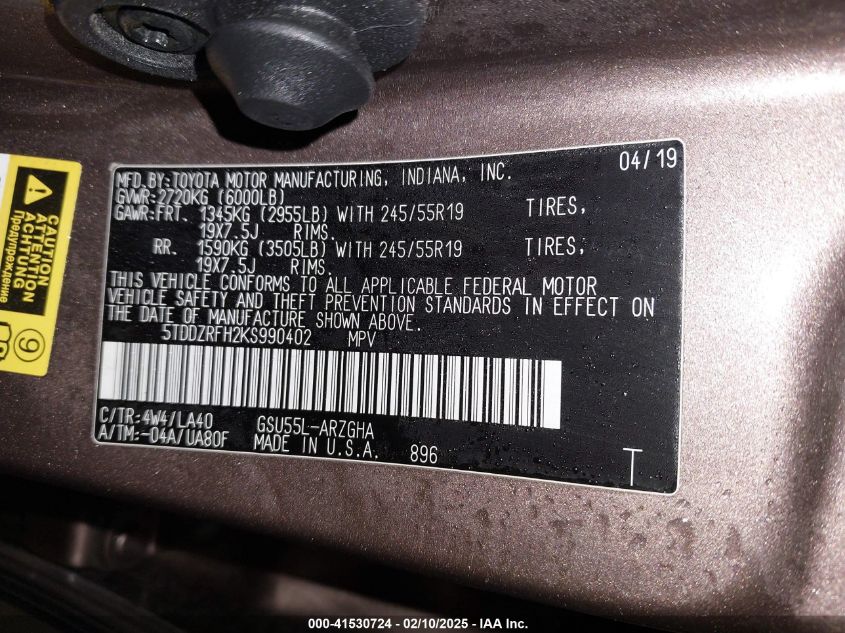 04/19
MFD.BY:TOYOTA MOTOR MANUFACTURING, INDIANA, INC.
GVWR:2720KG (6000LB)
GAWR:FRT. 1345KG (2955LB) WITH 245/55R19 TIRES,
19X7.5J RIMS.
RR. 1590KG (3505LB) WITH 245/55R19 TIRES,
19X7.5J RIMS.
THIS VEHICLE CONFORMS TO ALL APPLICABLE FEDERAL MOTOR
VEHICLE SAFETY AND THEFT PREVENTION STANDARDS IN EFFECT ON
THE DATE OF MANUFACTURE SHOWN ABOVE.
5TDDZRFH2KS990402 MPV
C/TR:4W4/LA40 GSU55L-ARZGHA
A/TM:-04A/UA80F MADE IN U.S.A. 896
T
CAUTION
ATTENTION
ACHTUNG
Предупреждение
9
000-41530724 — 02/10/2025 — IAA Inc.